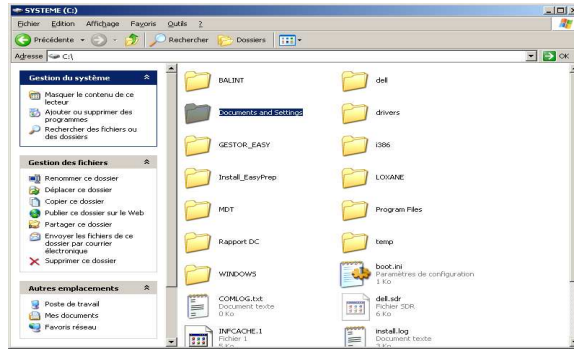 SYSTEME (C:)
Fichier Edition Affichage Favoris Outils ?
Précédente Rechercher Dossiers
Adresse C:\ OK
Gestion du système
Masquer le contenu de ce
lecteur
Ajouter ou supprimer des
programmes
Rechercher des fichiers ou
des dossiers
Gestion des fichiers
Renommer ce dossier
Déplacer ce dossier
Copier ce dossier
Publier ce dossier sur le Web
Partager ce dossier
Envoyer les fichiers de ce
dossier par courrier
électronique
Supprimer ce dossier
Autres emplacements
Poste de travail
Mes documents
Favoris réseau
BALINT
dell
Documents and Settings
drivers
GESTOR_EASY
i386
Install_EasyPrep
LOXANE
MDT
Program Files
Rapport DC
temp
WINDOWS
boot.ini
Paramètres de configuration
1 Ko
COMLOG.txt
Document texte
0 Ko
dell.sdr
Fichier SDR
6 Ko
INFCACHE.1
Fichier 1
install.log
Document texte